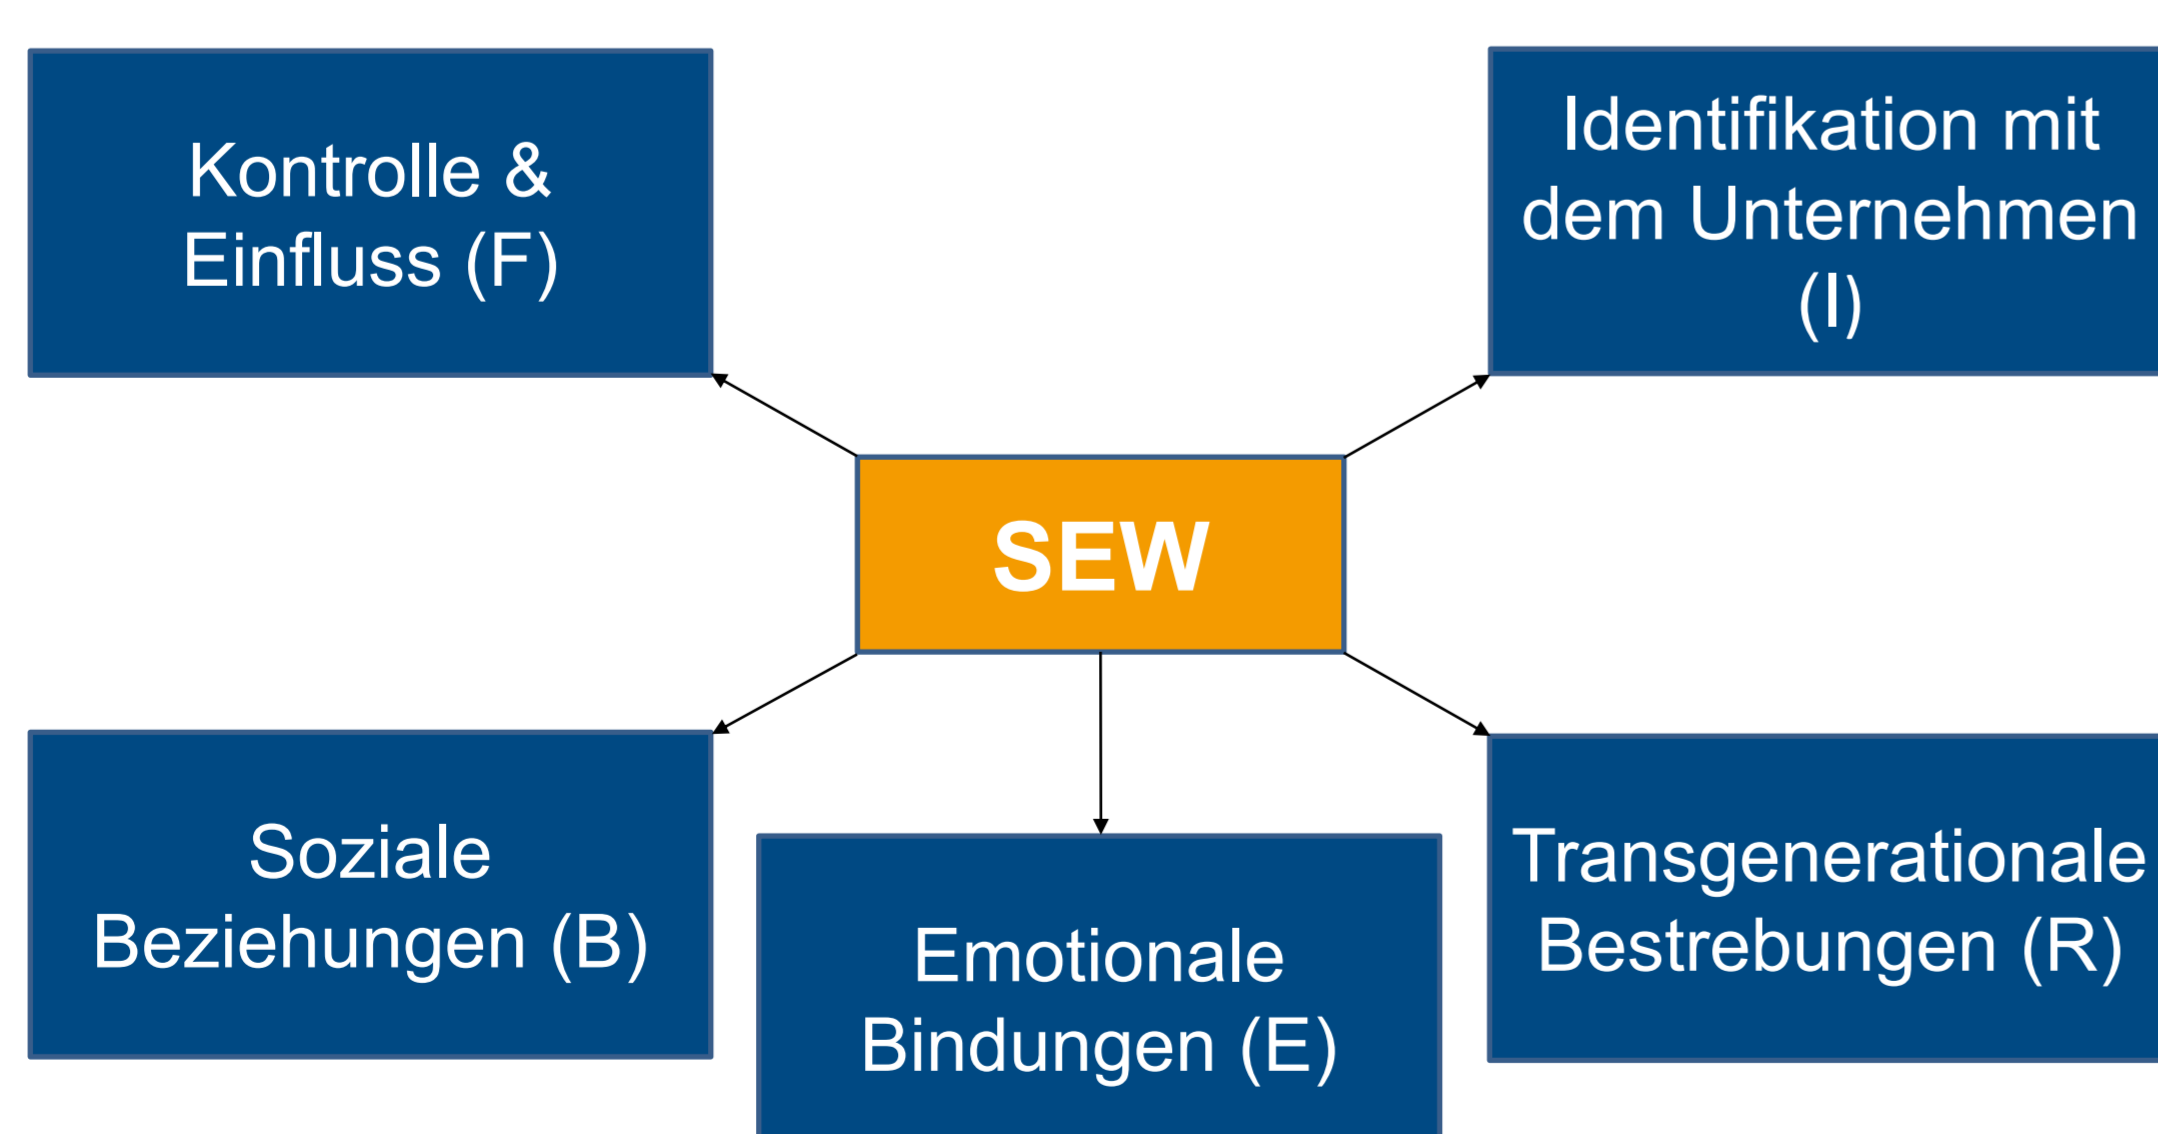 Kontrolle &
Einfluss (F)
Identifikation mit
dem Unternehmen
(I)
SEW
Soziale
Beziehungen (B)
Emotionale
Bindungen (E)
Transgenerationale
Bestrebungen (R)